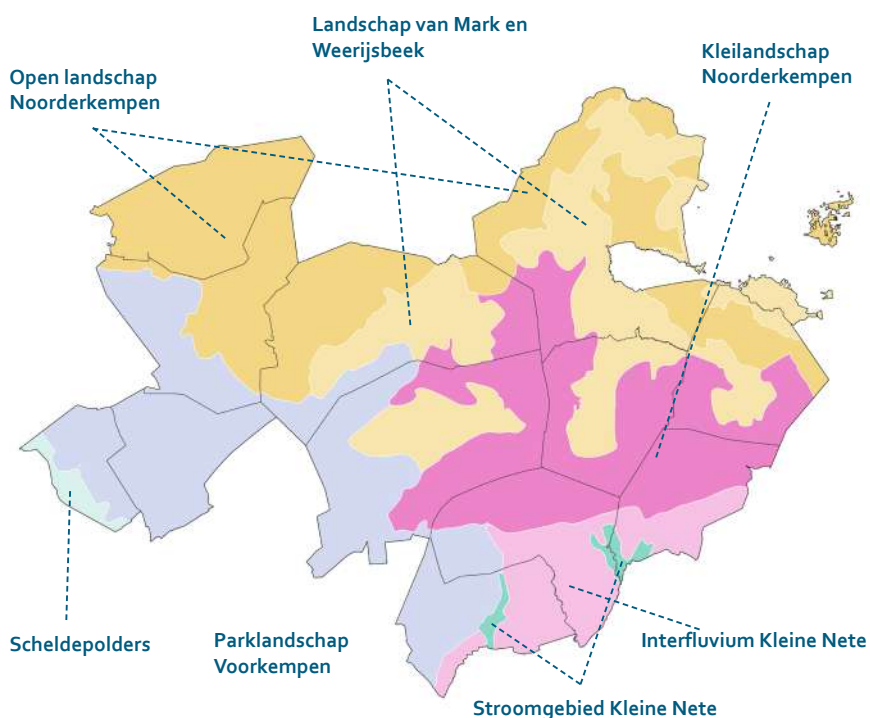 Landschap van Mark en
Weerijsbeek
Kleilandschap
Noorderkempen
Open landschap
Noorderkempen
Scheldepolders
Parklandschap
Voorkempen
Interfluvium Kleine Nete
Stroomgebied Kleine Nete